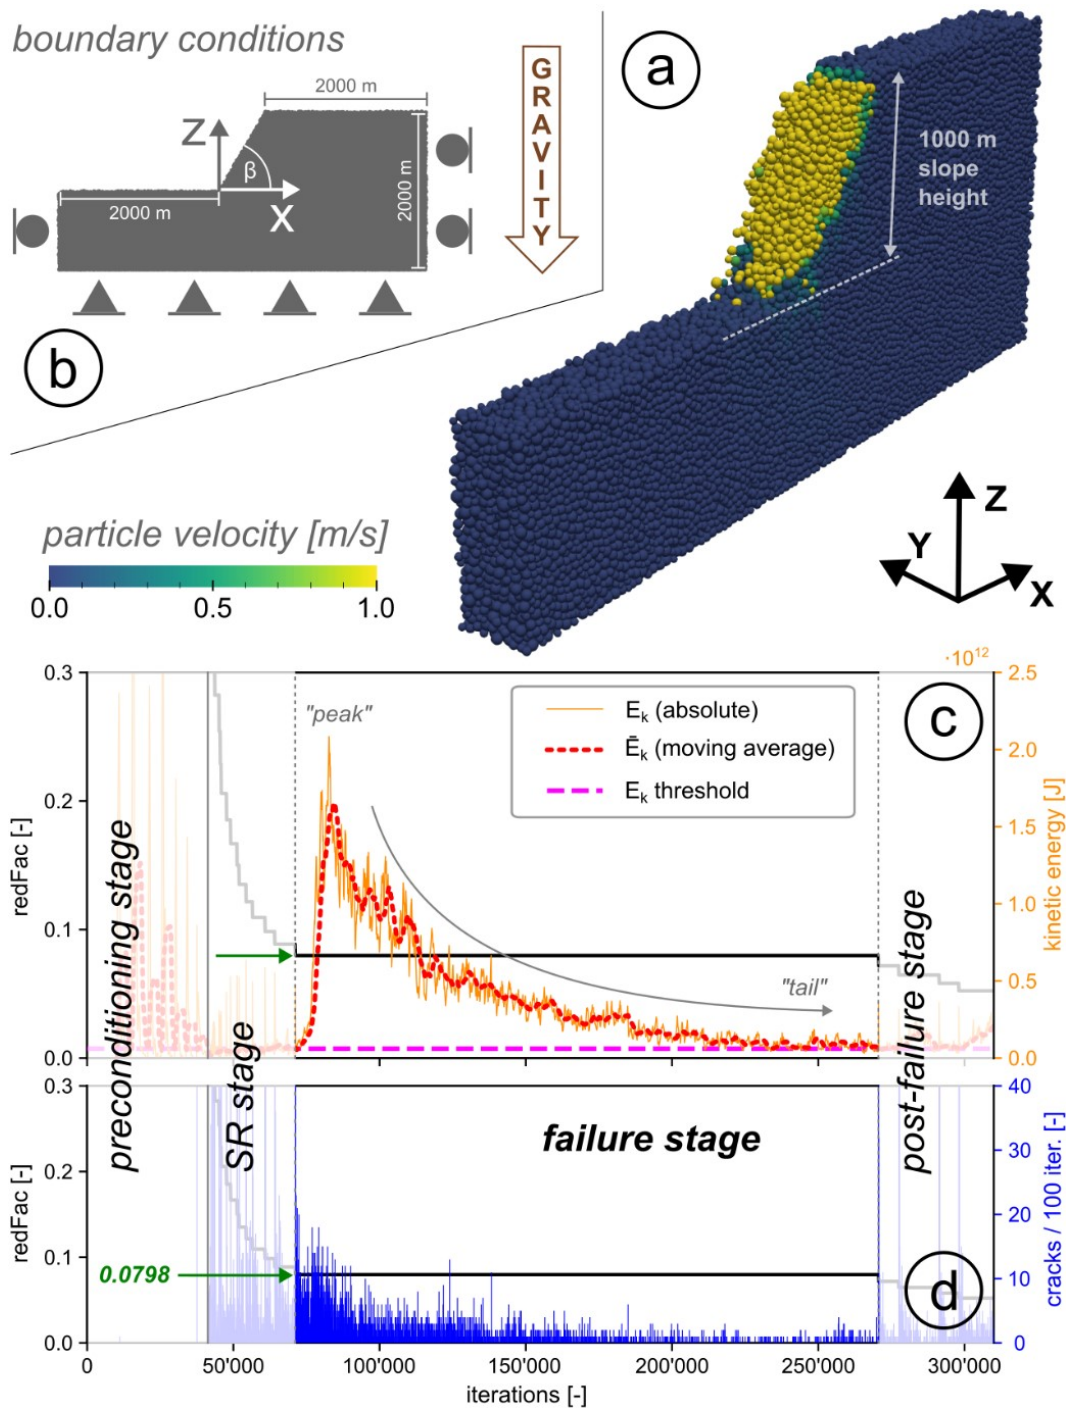 boundary conditions
2000 m
Z
β
X
2000 m
2000 m
GRAVITY
a
1000 m
slope
height
b
particle velocity [m/s]
0.0
0.5
1.0
Z
Y
X
·10¹²
0.3
0.2
0.1
0.0
redFac [-]
"peak"
E_k (absolute)
Ē_k (moving average)
E_k threshold
"tail"
c
2.5
2.0
1.5
1.0
0.5
0.0
kinetic energy [J]
preconditioning stage
SR stage
failure stage
post-failure stage
0.3
0.2
0.1
0.0
redFac [-]
0.0798
d
40
30
20
10
0
cracks / 100 iter. [-]
0
50'000
100'000
150'000
200'000
250'000
300'000
iterations [-]